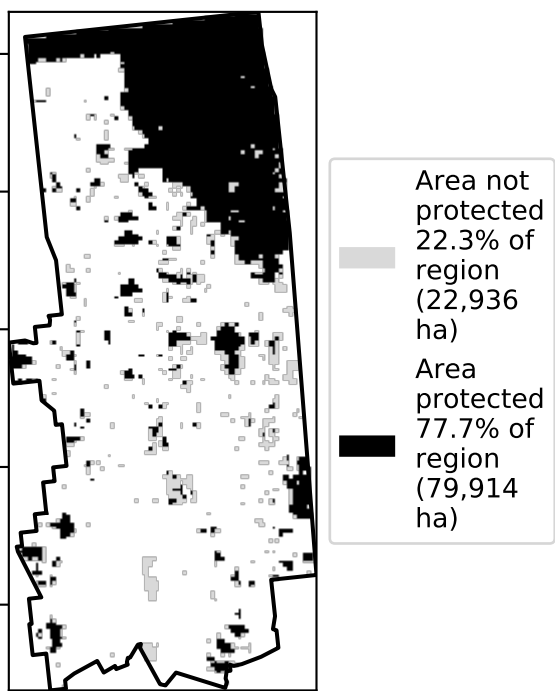 Area not
protected
22.3% of
region
(22,936
ha)
Area
protected
77.7% of
region
(79,914
ha)